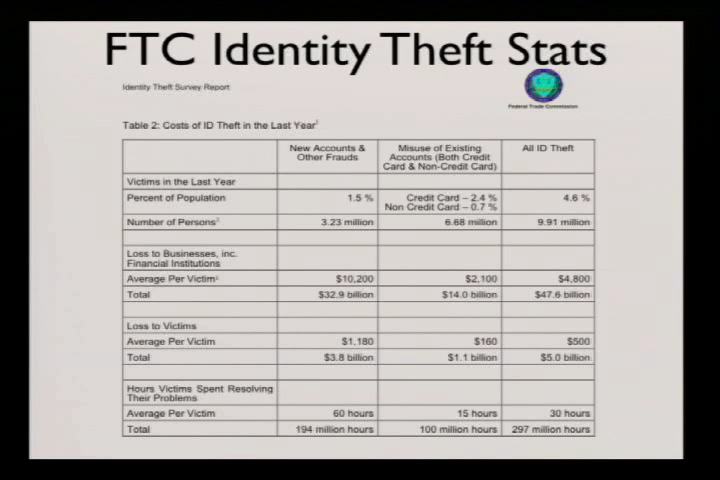 FTC Identity Theft Stats
Identity Theft Survey Report
Federal Trade Commission
Table 2: Costs of ID Theft in the Last Year¹
New Accounts & Other Frauds
Misuse of Existing Accounts (Both Credit Card & Non-Credit Card)
All ID Theft
Victims in the Last Year
Percent of Population 1.5 % Credit Card – 2.4 % Non Credit Card – 0.7 % 4.6 %
Number of Persons² 3.23 million 6.68 million 9.91 million
Loss to Businesses, inc. Financial Institutions
Average Per Victim $10,200 $2,100 $4,800
Total $32.9 billion $14.0 billion $47.6 billion
Loss to Victims
Average Per Victim $1,180 $160 $500
Total $3.8 billion $1.1 billion $5.0 billion
Hours Victims Spent Resolving Their Problems
Average Per Victim 60 hours 15 hours 30 hours
Total 194 million hours 100 million hours 297 million hours